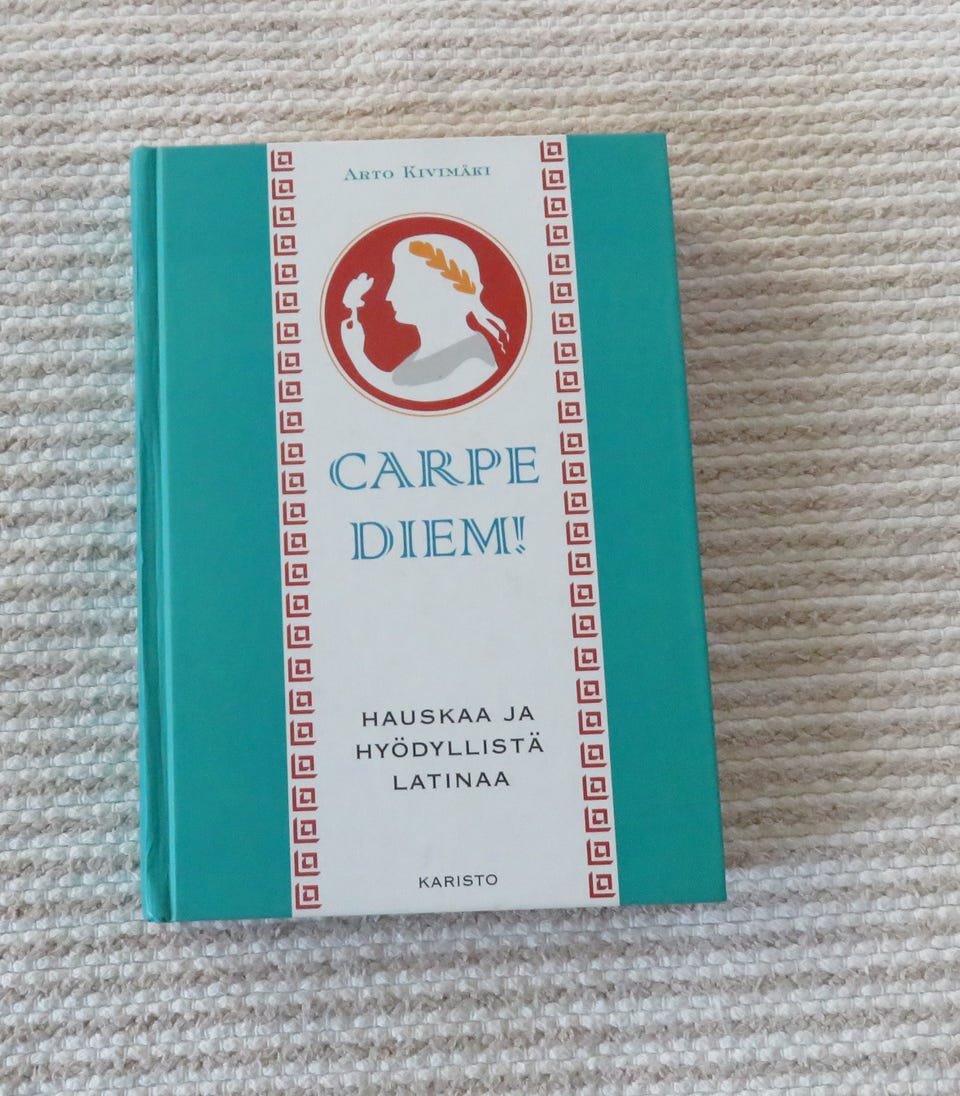 Arto Kivimäki
CARPE
DIEM!
HAUSKAA JA
HYÖDYLLISTÄ
LATINAA
KARISTO